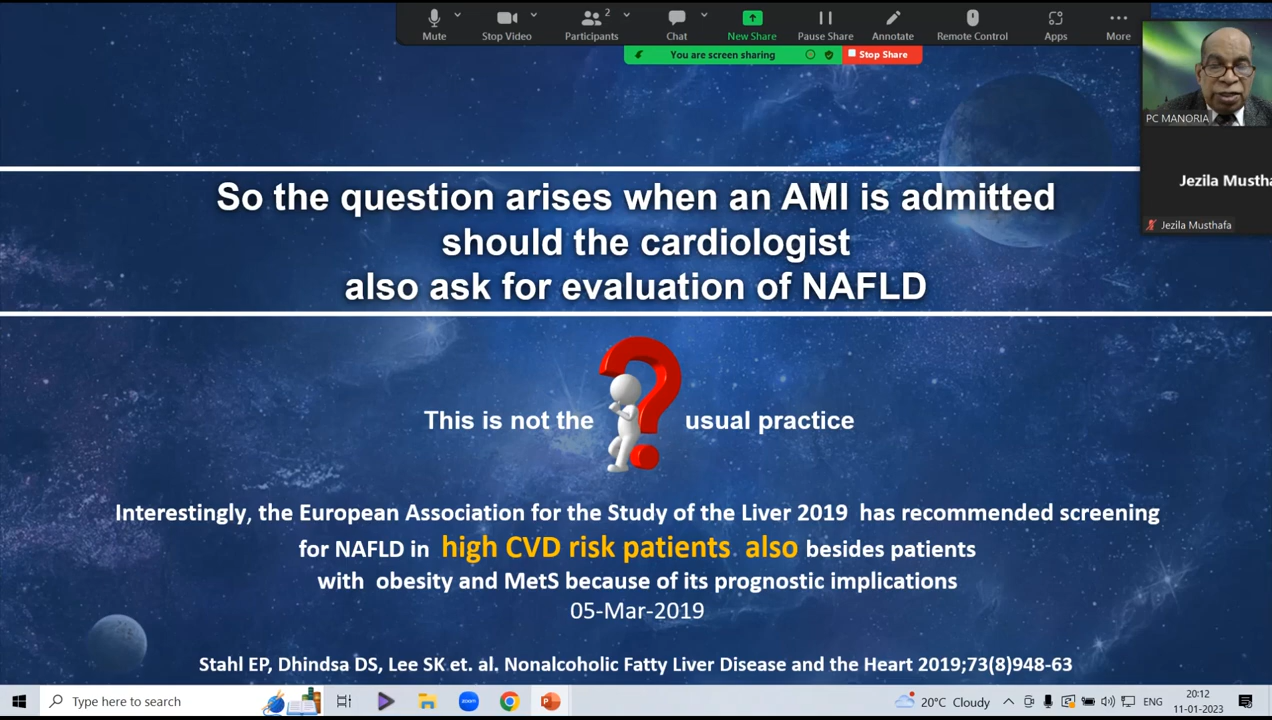 Mute
Stop Video
Participants
2
Chat
New Share
Pause Share
Annotate
Remote Control
Apps
More
You are screen sharing
Stop Share
PC MANORIA
Jezila Mustha
Jezila Musthafa
So the question arises when an AMI is admitted
should the cardiologist
also ask for evaluation of NAFLD
This is not the usual practice
Interestingly, the European Association for the Study of the Liver 2019 has recommended screening
for NAFLD in high CVD risk patients also besides patients
with obesity and MetS because of its prognostic implications
05-Mar-2019
Stahl EP, Dhindsa DS, Lee SK et. al. Nonalcoholic Fatty Liver Disease and the Heart 2019;73(8)948-63
Type here to search
zoom
20°C Cloudy
ENG
20:12
11-01-2023